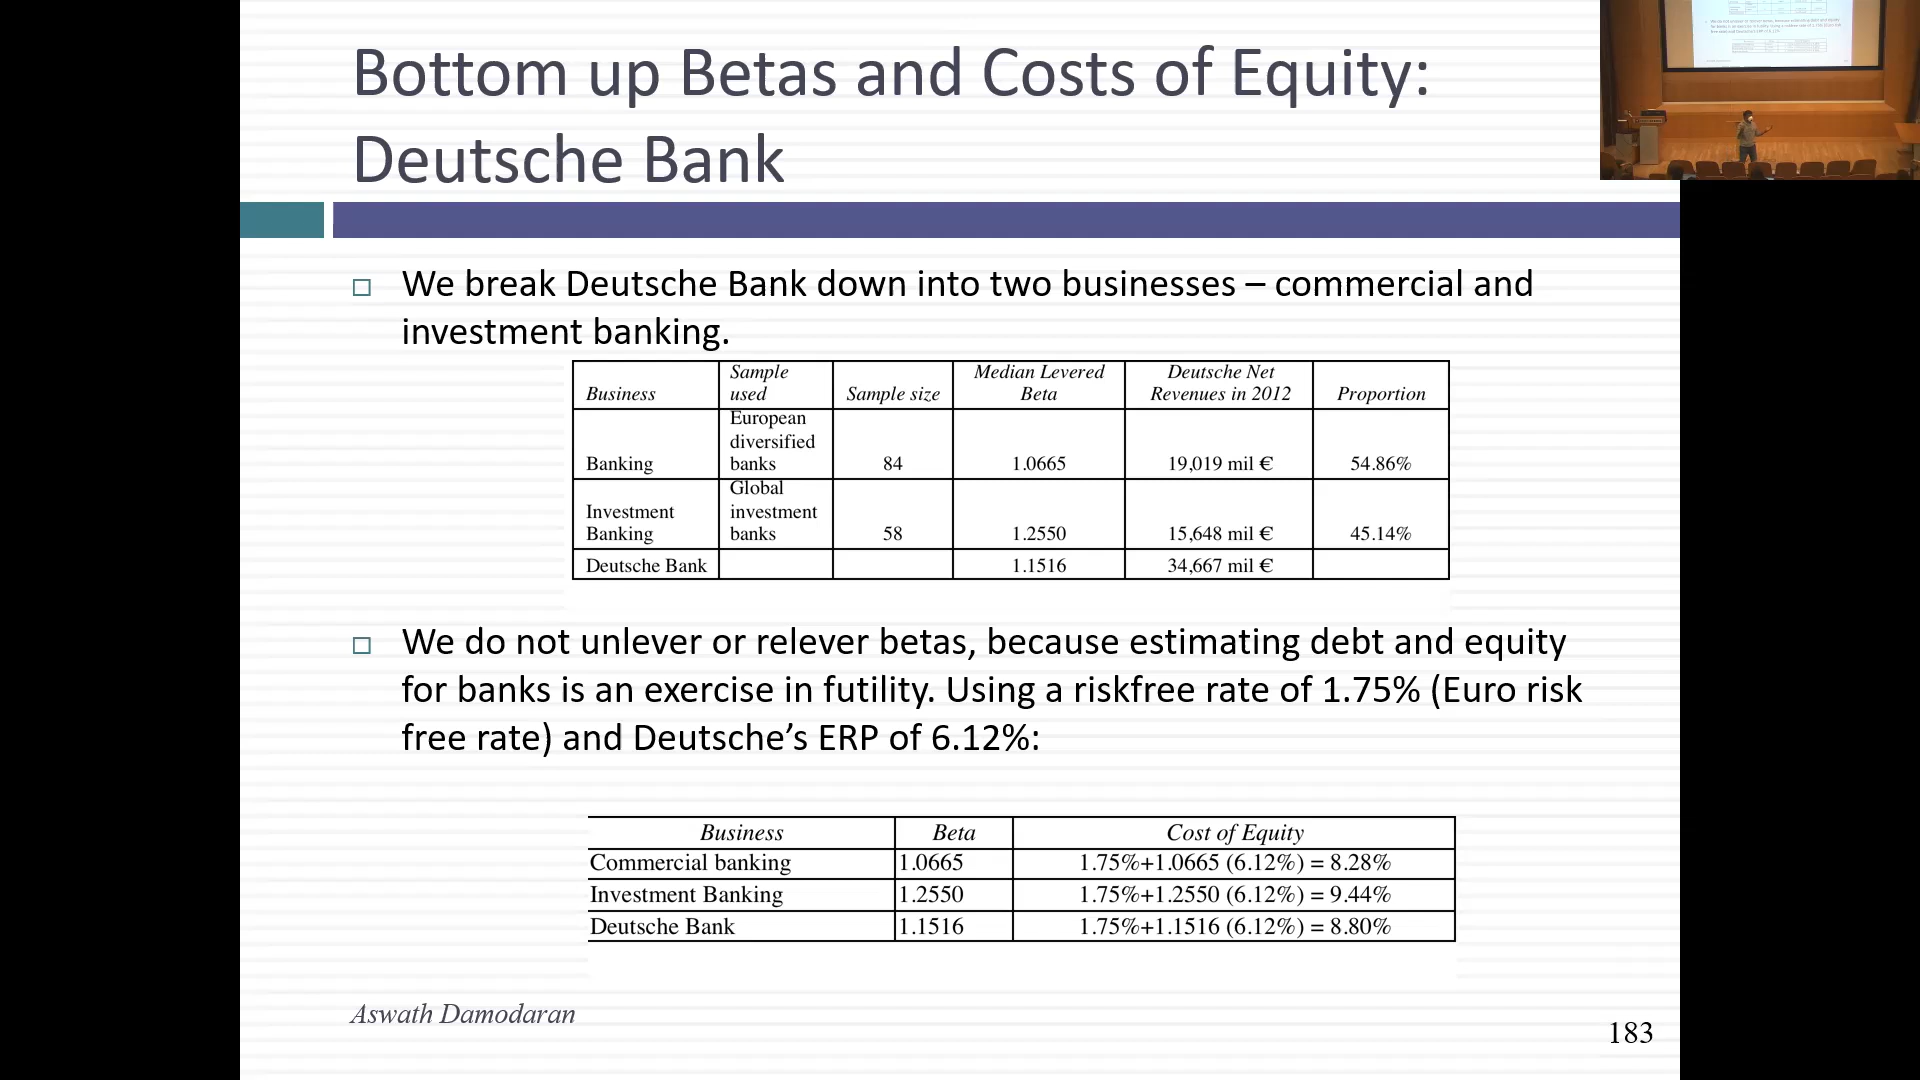 Bottom up Betas and Costs of Equity:
Deutsche Bank
We break Deutsche Bank down into two businesses – commercial and
investment banking.
Business Sample used Sample size Median Levered Beta Deutsche Net Revenues in 2012 Proportion
Banking European diversified banks 84 1.0665 19,019 mil € 54.86%
Investment Banking Global investment banks 58 1.2550 15,648 mil € 45.14%
Deutsche Bank 1.1516 34,667 mil €
We do not unlever or relever betas, because estimating debt and equity
for banks is an exercise in futility. Using a riskfree rate of 1.75% (Euro risk
free rate) and Deutsche’s ERP of 6.12%:
Business Beta Cost of Equity
Commercial banking 1.0665 1.75%+1.0665 (6.12%) = 8.28%
Investment Banking 1.2550 1.75%+1.2550 (6.12%) = 9.44%
Deutsche Bank 1.1516 1.75%+1.1516 (6.12%) = 8.80%
Aswath Damodaran
183